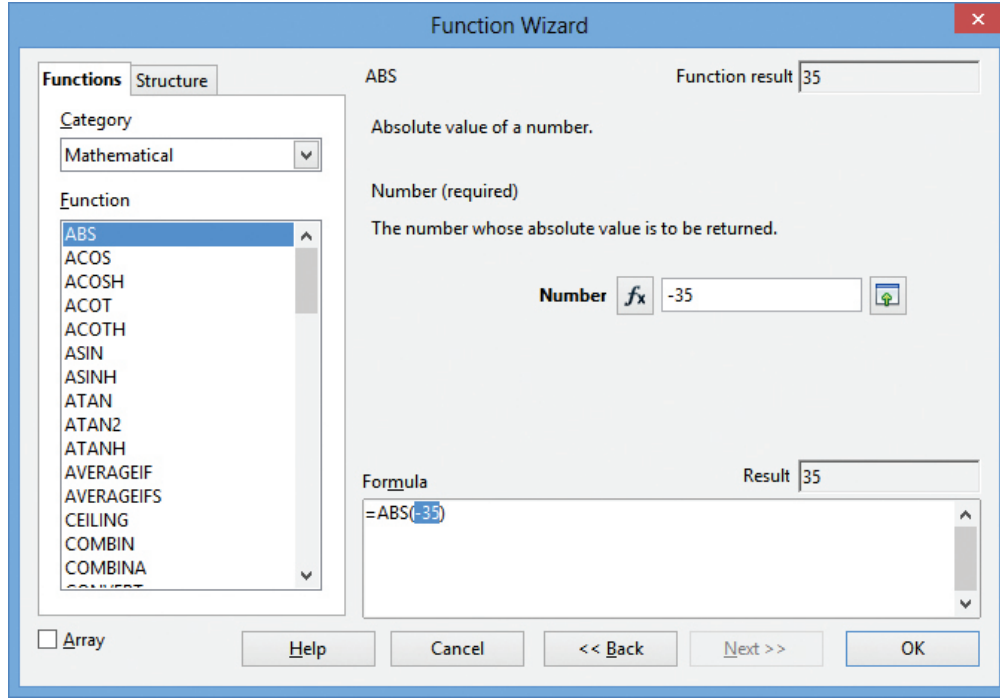 Function Wizard
Functions Structure
Category
Mathematical
Function
ABS
ACOS
ACOSH
ACOT
ACOTH
ASIN
ASINH
ATAN
ATAN2
ATANH
AVERAGEIF
AVERAGEIFS
CEILING
COMBIN
COMBINA
CONVERT
Array
ABS Function result 35
Absolute value of a number.
Number (required)
The number whose absolute value is to be returned.
Number fx -35
Formula Result 35
=ABS(-35)
Help Cancel << Back Next >> OK